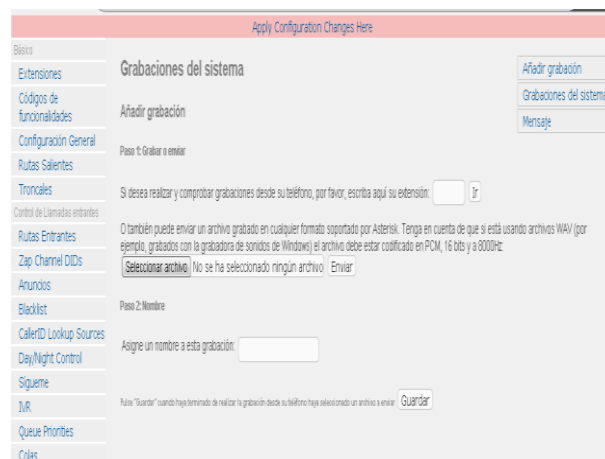 Apply Configuration Changes Here
Básico
Extensiones
Códigos de
funcionalidades
Configuración General
Rutas Salientes
Troncales
Control de Llamadas entrantes
Rutas Entrantes
Zap Channel DIDs
Anuncios
Blacklist
CallerID Lookup Sources
Day/Night Control
Sígueme
IVR
Queue Priorities
Colas
Grabaciones del sistema
Añadir grabación
Paso 1: Grabar o enviar
Si desea realizar y comprobar grabaciones desde su teléfono, por favor, escriba aquí su extensión: Ir
O también puede enviar un archivo grabado en cualquier formato soportado por Asterisk. Tenga en cuenta de que si está usando archivos WAV (por
ejemplo, grabados con la grabadora de sonidos de Windows) el archivo debe estar codificado en PCM, 16 bits y a 8000Hz:
Seleccionar archivo No se ha seleccionado ningún archivo Enviar
Paso 2: Nombre
Asigne un nombre a esta grabación:
Pulse "Guardar" cuando haya terminado de realizar la grabación desde su teléfono haya seleccionado un archivo a enviar Guardar
Añadir grabación
Grabaciones del sistema
Mensaje